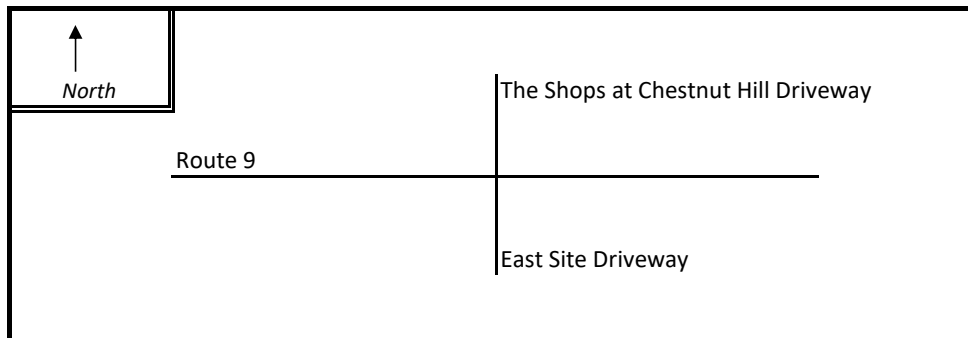 North
The Shops at Chestnut Hill Driveway
Route 9
East Site Driveway